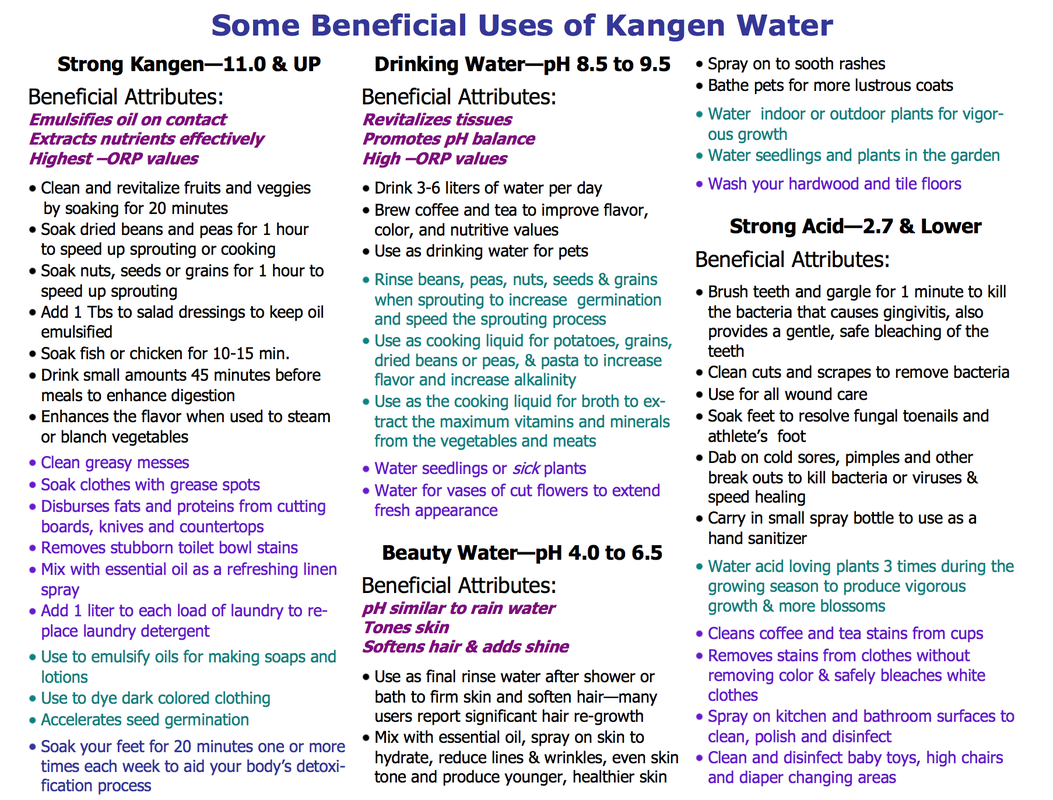 Some Beneficial Uses of Kangen Water
Strong Kangen—11.0 & UP
Beneficial Attributes:
Emulsifies oil on contact
Extracts nutrients effectively
Highest –ORP values
• Clean and revitalize fruits and veggies
by soaking for 20 minutes
• Soak dried beans and peas for 1 hour
to speed up sprouting or cooking
• Soak nuts, seeds or grains for 1 hour to
speed up sprouting
• Add 1 Tbs to salad dressings to keep oil
emulsified
• Soak fish or chicken for 10-15 min.
• Drink small amounts 45 minutes before
meals to enhance digestion
• Enhances the flavor when used to steam
or blanch vegetables
• Clean greasy messes
• Soak clothes with grease spots
• Disburses fats and proteins from cutting
boards, knives and countertops
• Removes stubborn toilet bowl stains
• Mix with essential oil as a refreshing linen
spray
• Add 1 liter to each load of laundry to re-
place laundry detergent
• Use to emulsify oils for making soaps and
lotions
• Use to dye dark colored clothing
• Accelerates seed germination
• Soak your feet for 20 minutes one or more
times each week to aid your body's detoxi-
fication process
Drinking Water—pH 8.5 to 9.5
Beneficial Attributes:
Revitalizes tissues
Promotes pH balance
High –ORP values
• Drink 3-6 liters of water per day
• Brew coffee and tea to improve flavor,
color, and nutritive values
• Use as drinking water for pets
• Rinse beans, peas, nuts, seeds & grains
when sprouting to increase germination
and speed the sprouting process
• Use as cooking liquid for potatoes, grains,
dried beans or peas, & pasta to increase
flavor and increase alkalinity
• Use as the cooking liquid for broth to ex-
tract the maximum vitamins and minerals
from the vegetables and meats
• Water seedlings or sick plants
• Water for vases of cut flowers to extend
fresh appearance
Beauty Water—pH 4.0 to 6.5
Beneficial Attributes:
pH similar to rain water
Tones skin
Softens hair & adds shine
• Use as final rinse water after shower or
bath to firm skin and soften hair—many
users report significant hair re-growth
• Mix with essential oil, spray on skin to
hydrate, reduce lines & wrinkles, even skin
tone and produce younger, healthier skin
• Spray on to sooth rashes
• Bathe pets for more lustrous coats
• Water indoor or outdoor plants for vigor-
ous growth
• Water seedlings and plants in the garden
• Wash your hardwood and tile floors
Strong Acid—2.7 & Lower
Beneficial Attributes:
• Brush teeth and gargle for 1 minute to kill
the bacteria that causes gingivitis, also
provides a gentle, safe bleaching of the
teeth
• Clean cuts and scrapes to remove bacteria
• Use for all wound care
• Soak feet to resolve fungal toenails and
athlete's foot
• Dab on cold sores, pimples and other
break outs to kill bacteria or viruses &
speed healing
• Carry in small spray bottle to use as a
hand sanitizer
• Water acid loving plants 3 times during the
growing season to produce vigorous
growth & more blossoms
• Cleans coffee and tea stains from cups
• Removes stains from clothes without
removing color & safely bleaches white
clothes
• Spray on kitchen and bathroom surfaces to
clean, polish and disinfect
• Clean and disinfect baby toys, high chairs
and diaper changing areas